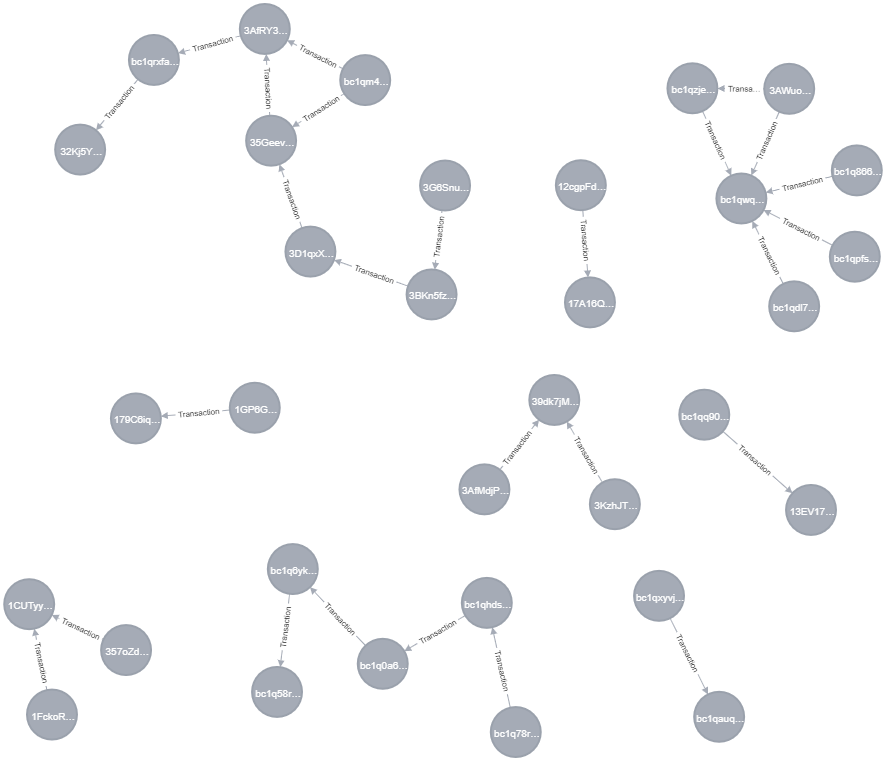 3AfRY3...
Transaction
bc1qrxfa...
Transaction
bc1qm4...
Transaction
Transaction
Transaction
32Kj5Y...
35Geev...
Transaction
3D1qxX...
Transaction
3G6Snu...
Transaction
3BKn5fz...
12cgpFd...
Transaction
17A16Q...
bc1qzje...
Transa...
3AWuo...
Transaction
Transaction
bc1q866...
Transaction
bc1qwq...
Transaction
bc1qpfs...
Transaction
bc1qdl7...
179C6iq...
Transaction
1GP6G...
39dk7jM...
Transaction
Transaction
3AfMdjP...
3KzhJT...
bc1qq90...
Transaction
13EV17...
1CUTyy...
Transaction
357oZd...
Transaction
1FckoR...
bc1q6yk...
Transaction
Transaction
bc1qhds...
Transaction
bc1q0a6...
bc1q58r...
Transaction
bc1q78r...
bc1qxyvj...
Transaction
bc1qauq...